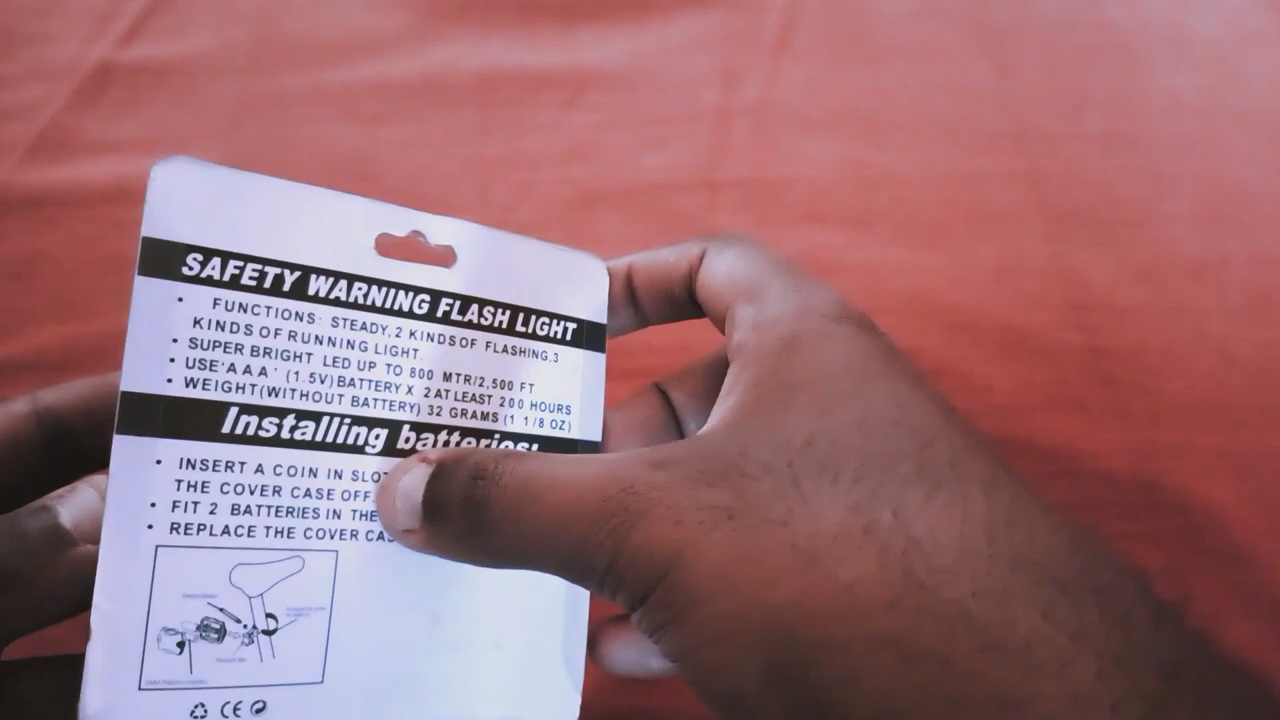 SAFETY WARNING FLASH LIGHT
• FUNCTIONS: STEADY, 2 KINDS OF FLASHING, 3
KINDS OF RUNNING LIGHT.
• SUPER BRIGHT LED UP TO 800 MTR/2,500 FT
• USE 'AAA' (1.5V) BATTERY X 2 AT LEAST 200 HOURS
• WEIGHT (WITHOUT BATTERY) 32 GRAMS (1 1/8 OZ)
Installing batteries:
• INSERT A COIN IN SLOT
THE COVER CASE OFF.
• FIT 2 BATTERIES IN THE
• REPLACE THE COVER
CE